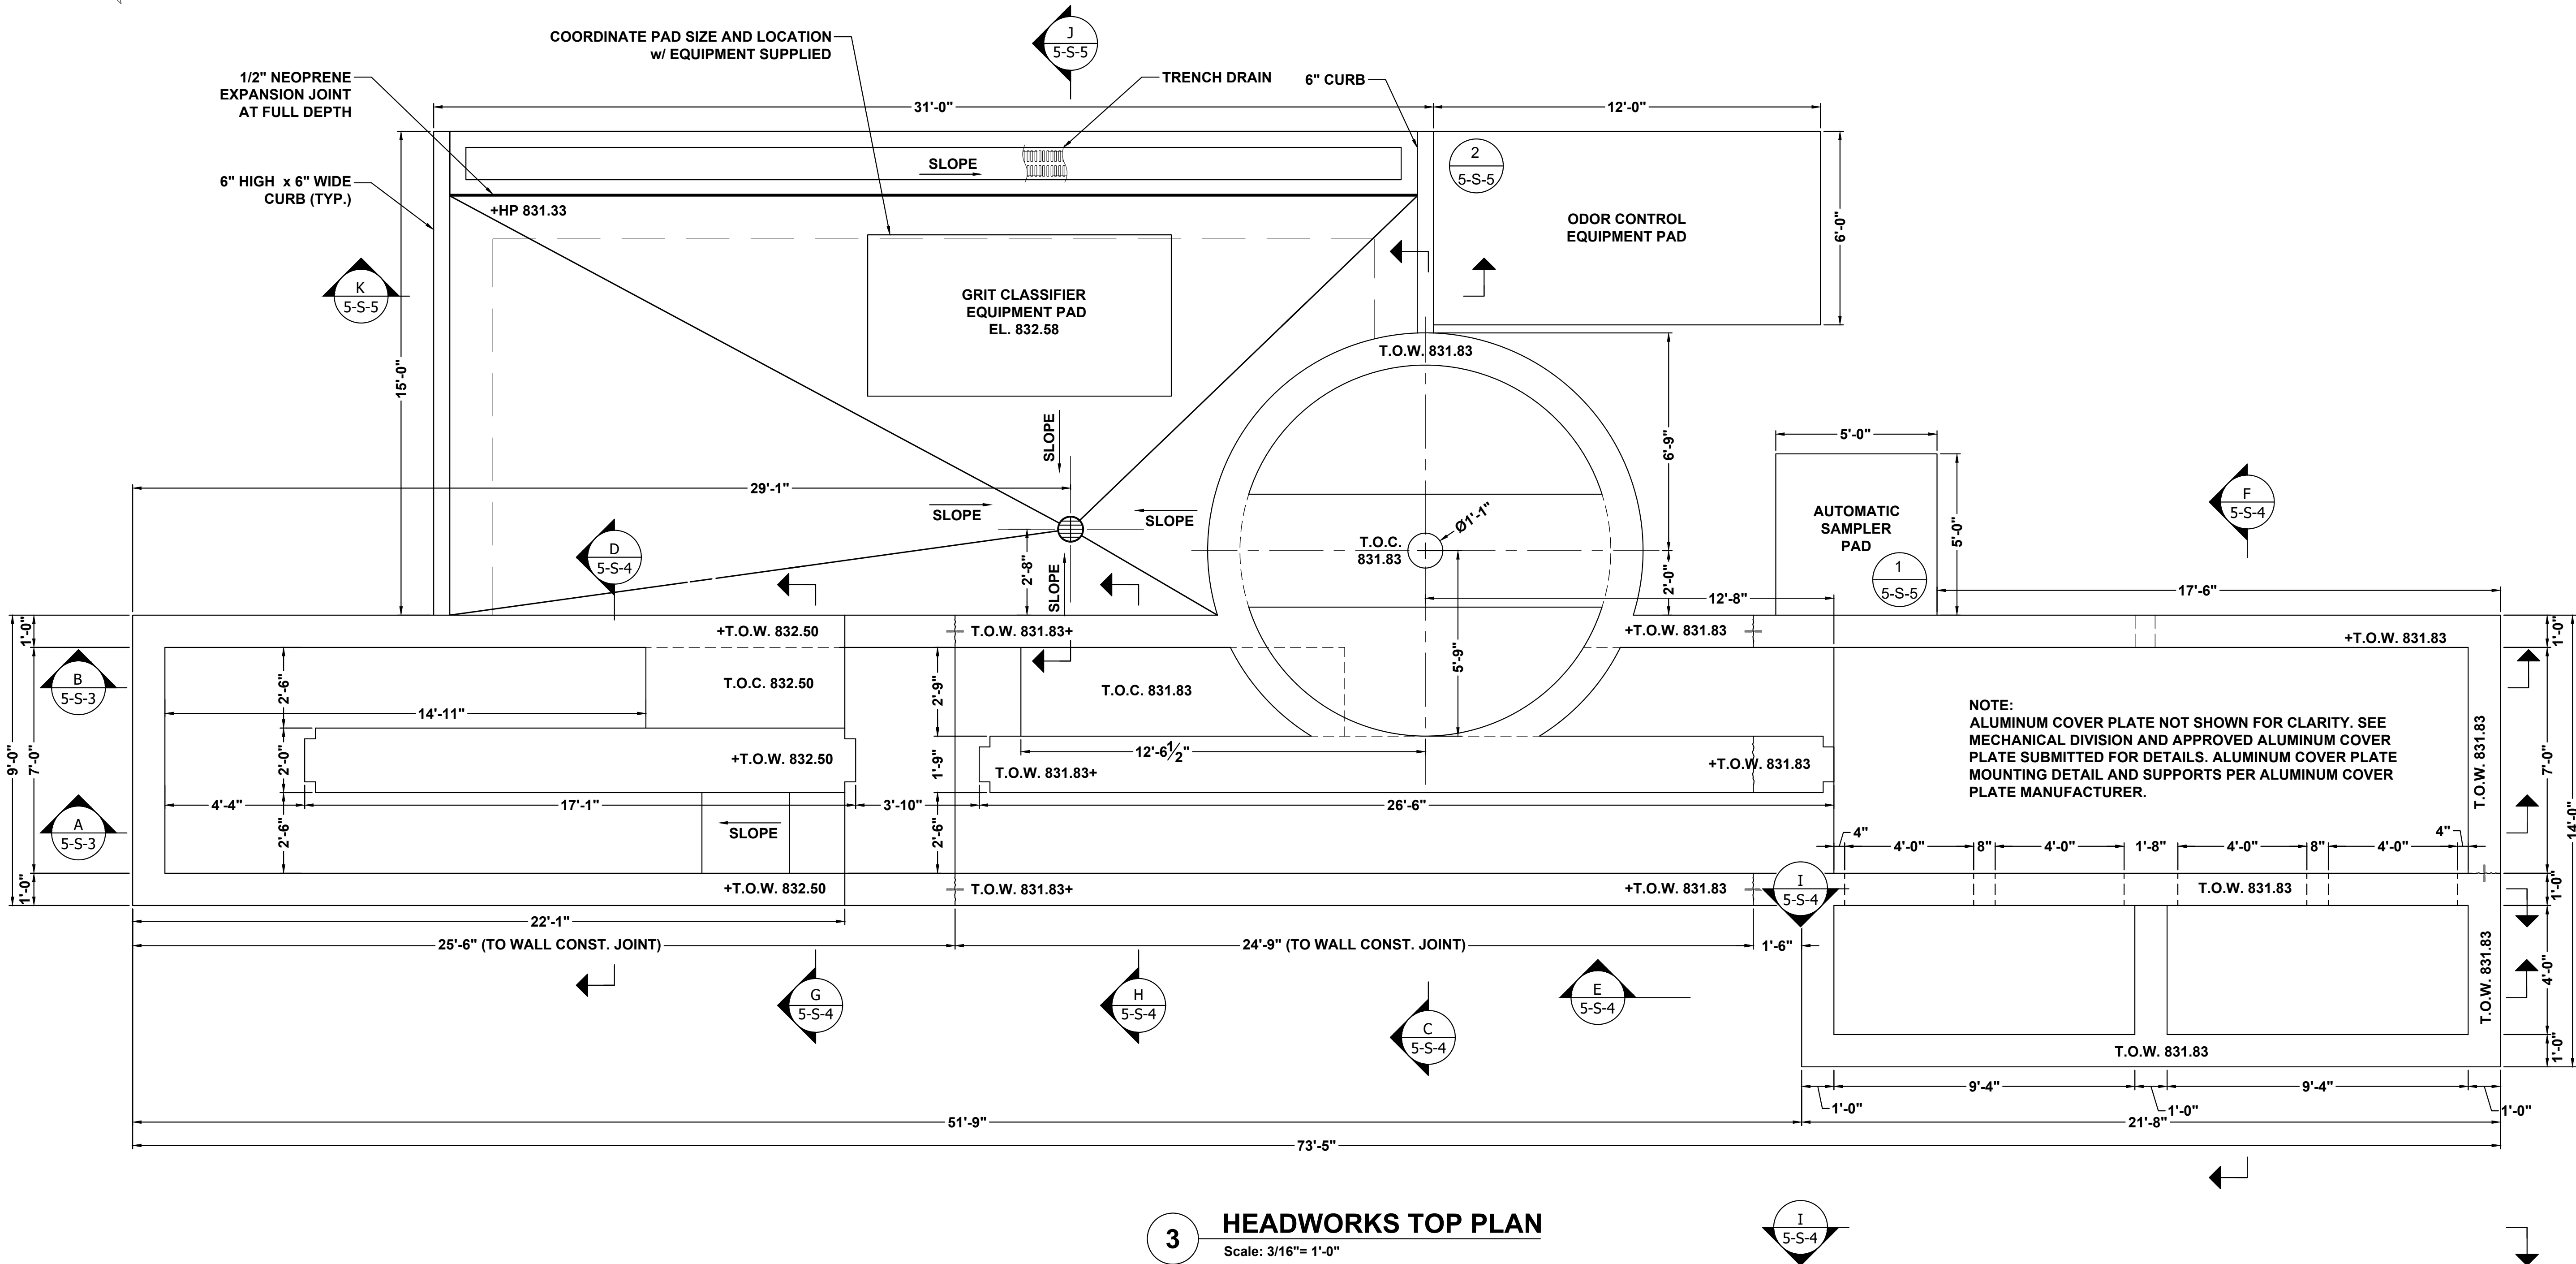 COORDINATE PAD SIZE AND LOCATION
w/ EQUIPMENT SUPPLIED
J
5-S-5
1/2" NEOPRENE
EXPANSION JOINT
AT FULL DEPTH
TRENCH DRAIN
6" CURB
31'-0"
12'-0"
SLOPE
2
5-S-5
6" HIGH x 6" WIDE
CURB (TYP.)
+HP 831.33
ODOR CONTROL
EQUIPMENT PAD
6'-0"
K
5-S-5
GRIT CLASSIFIER
EQUIPMENT PAD
EL. 832.58
15'-0"
T.O.W. 831.83
SLOPE
6'-9"
5'-0"
29'-1"
SLOPE
SLOPE
Ø1'-1"
AUTOMATIC
SAMPLER
PAD
5'-0"
F
5-S-4
D
5-S-4
T.O.C.
831.83
2'-8"
SLOPE
2'-0"
1
5-S-5
12'-8"
17'-6"
1'-0"
+T.O.W. 832.50
T.O.W. 831.83+
+T.O.W. 831.83
+T.O.W. 831.83
1'-0"
B
5-S-3
9'-0"
7'-0"
2'-6"
T.O.C. 832.50
2'-9"
T.O.C. 831.83
5'-9"
14'-11"
NOTE:
ALUMINUM COVER PLATE NOT SHOWN FOR CLARITY. SEE
MECHANICAL DIVISION AND APPROVED ALUMINUM COVER
PLATE SUBMITTED FOR DETAILS. ALUMINUM COVER PLATE
MOUNTING DETAIL AND SUPPORTS PER ALUMINUM COVER
PLATE MANUFACTURER.
T.O.W. 831.83
7'-0"
14'-0"
2'-0"
+T.O.W. 832.50
1'-9"
12'-6½"
T.O.W. 831.83+
+T.O.W. 831.83
4'-4"
17'-1"
3'-10"
26'-6"
A
5-S-3
2'-6"
SLOPE
2'-6"
4"
4'-0"
8"
4'-0"
1'-8"
4'-0"
8"
4'-0"
4"
1'-0"
+T.O.W. 832.50
T.O.W. 831.83+
+T.O.W. 831.83
I
5-S-4
T.O.W. 831.83
1'-0"
22'-1"
25'-6" (TO WALL CONST. JOINT)
24'-9" (TO WALL CONST. JOINT)
1'-6"
T.O.W. 831.83
4'-0"
G
5-S-4
H
5-S-4
C
5-S-4
E
5-S-4
T.O.W. 831.83
1'-0"
9'-4"
9'-4"
1'-0"
1'-0"
1'-0"
51'-9"
21'-8"
73'-5"
3
HEADWORKS TOP PLAN
Scale: 3/16"= 1'-0"
I
5-S-4